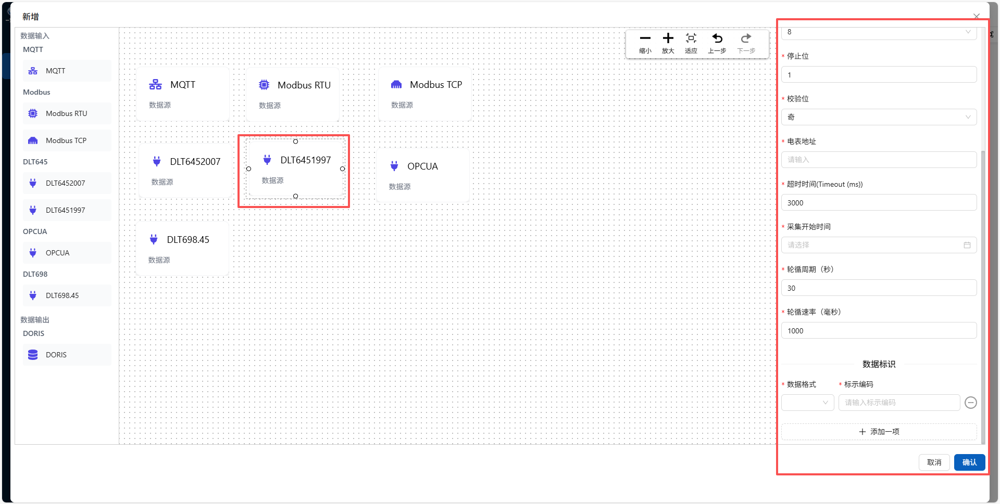 新增
数据输入
MQTT
MQTT
Modbus
Modbus RTU
Modbus TCP
DLT645
DLT6452007
DLT6451997
OPCUA
OPCUA
DLT698
DLT698.45
数据输出
DORIS
DORIS
缩小 放大 适应 上一步 下一步
MQTT
数据源
Modbus RTU
数据源
Modbus TCP
数据源
DLT6452007
数据源
DLT6451997
数据源
OPCUA
数据源
DLT698.45
数据源
8
* 停止位
1
* 校验位
奇
* 电表地址
请输入
* 超时时间(Timeout (ms))
3000
* 采集开始时间
请选择
* 轮循周期（秒）
30
* 轮循速率（毫秒）
1000
数据标识
* 数据格式 * 标示编码
请输入标示编码
添加一项
取消 确认